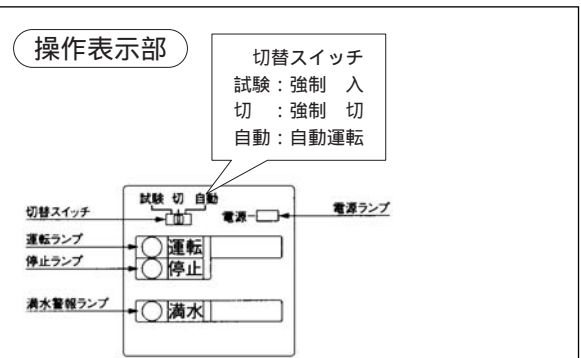 操作表示部
切替スイッチ
試験：強制　入
切　：強制　切
自動：自動運転
試験 切 自動
切替スイッチ
電源
電源ランプ
運転ランプ
運転
停止ランプ
停止
満水警報ランプ
満水